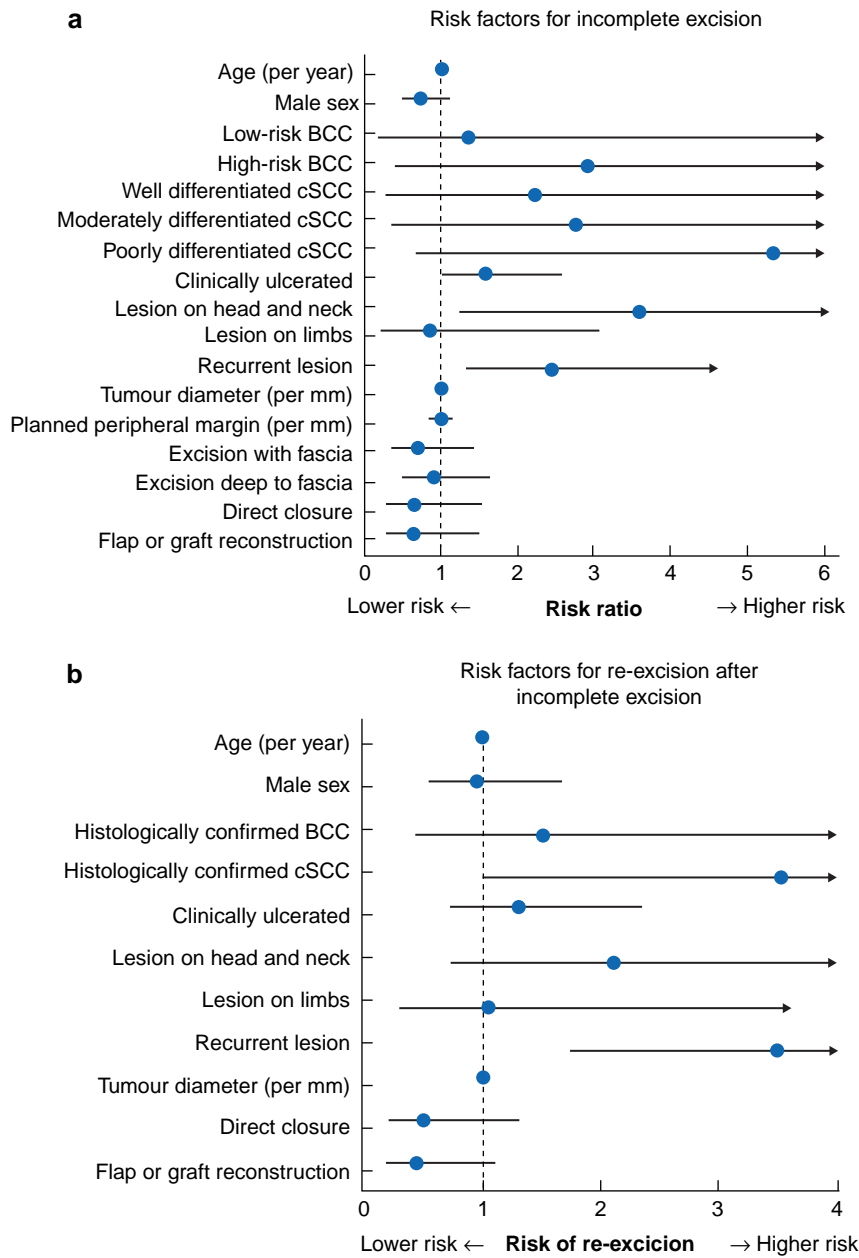 a
Risk factors for incomplete excision
Age (per year)
Male sex
Low-risk BCC
High-risk BCC
Well differentiated cSCC
Moderately differentiated cSCC
Poorly differentiated cSCC
Clinically ulcerated
Lesion on head and neck
Lesion on limbs
Recurrent lesion
Tumour diameter (per mm)
Planned peripheral margin (per mm)
Excision with fascia
Excision deep to fascia
Direct closure
Flap or graft reconstruction
0 1 2 3 4 5 6
Lower risk ← Risk ratio → Higher risk
b
Risk factors for re-excision after
incomplete excision
Age (per year)
Male sex
Histologically confirmed BCC
Histologically confirmed cSCC
Clinically ulcerated
Lesion on head and neck
Lesion on limbs
Recurrent lesion
Tumour diameter (per mm)
Direct closure
Flap or graft reconstruction
0 1 2 3 4
Lower risk ← Risk of re-excicion → Higher risk